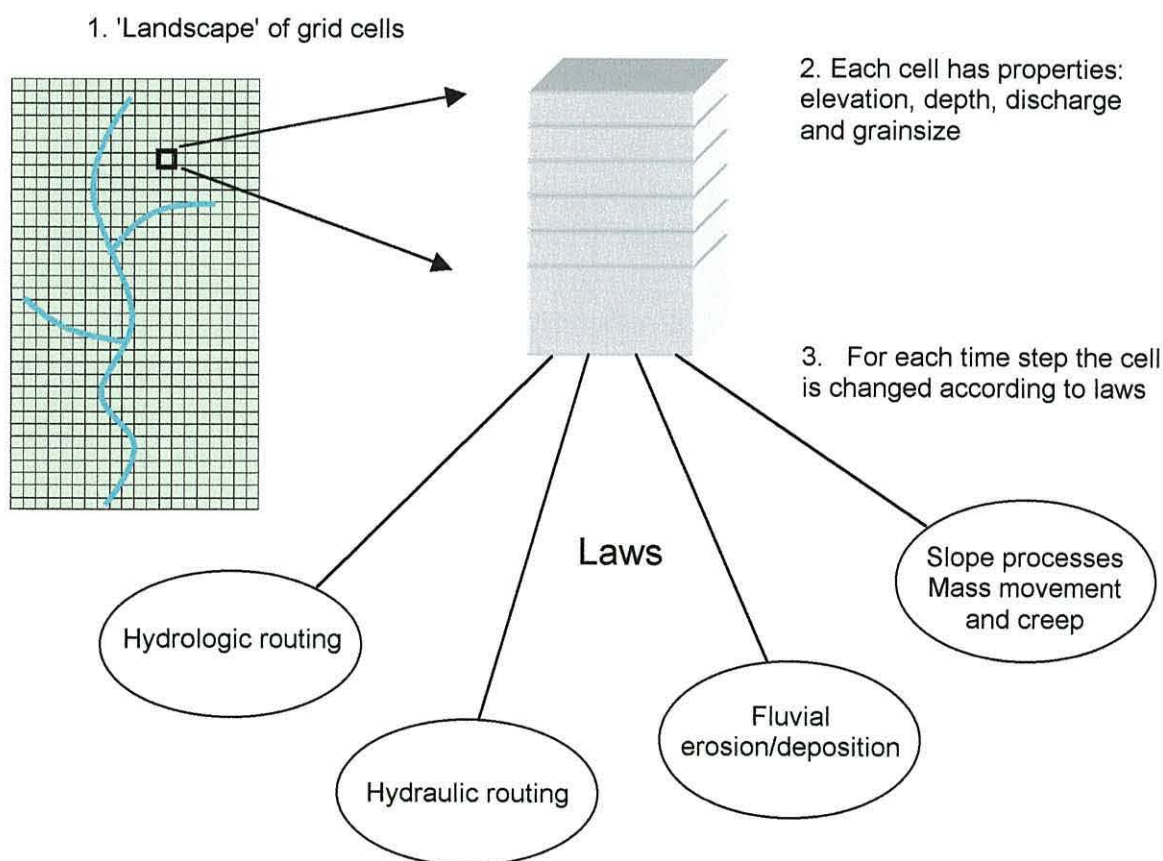 1. 'Landscape' of grid cells
2. Each cell has properties:
elevation, depth, discharge
and grainsize
3. For each time step the cell
is changed according to laws
Laws
Slope processes
Mass movement
and creep
Hydrologic routing
Fluvial
erosion/deposition
Hydraulic routing